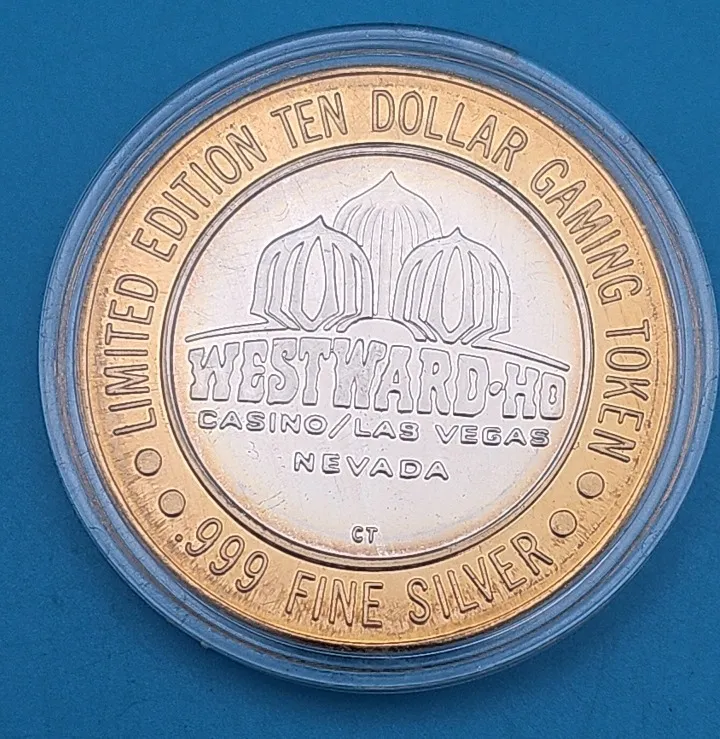 LIMITED EDITION TEN DOLLAR GAMING TOKEN
WESTWARD·HO
CASINO/LAS VEGAS
NEVADA
CT
.999 FINE SILVER